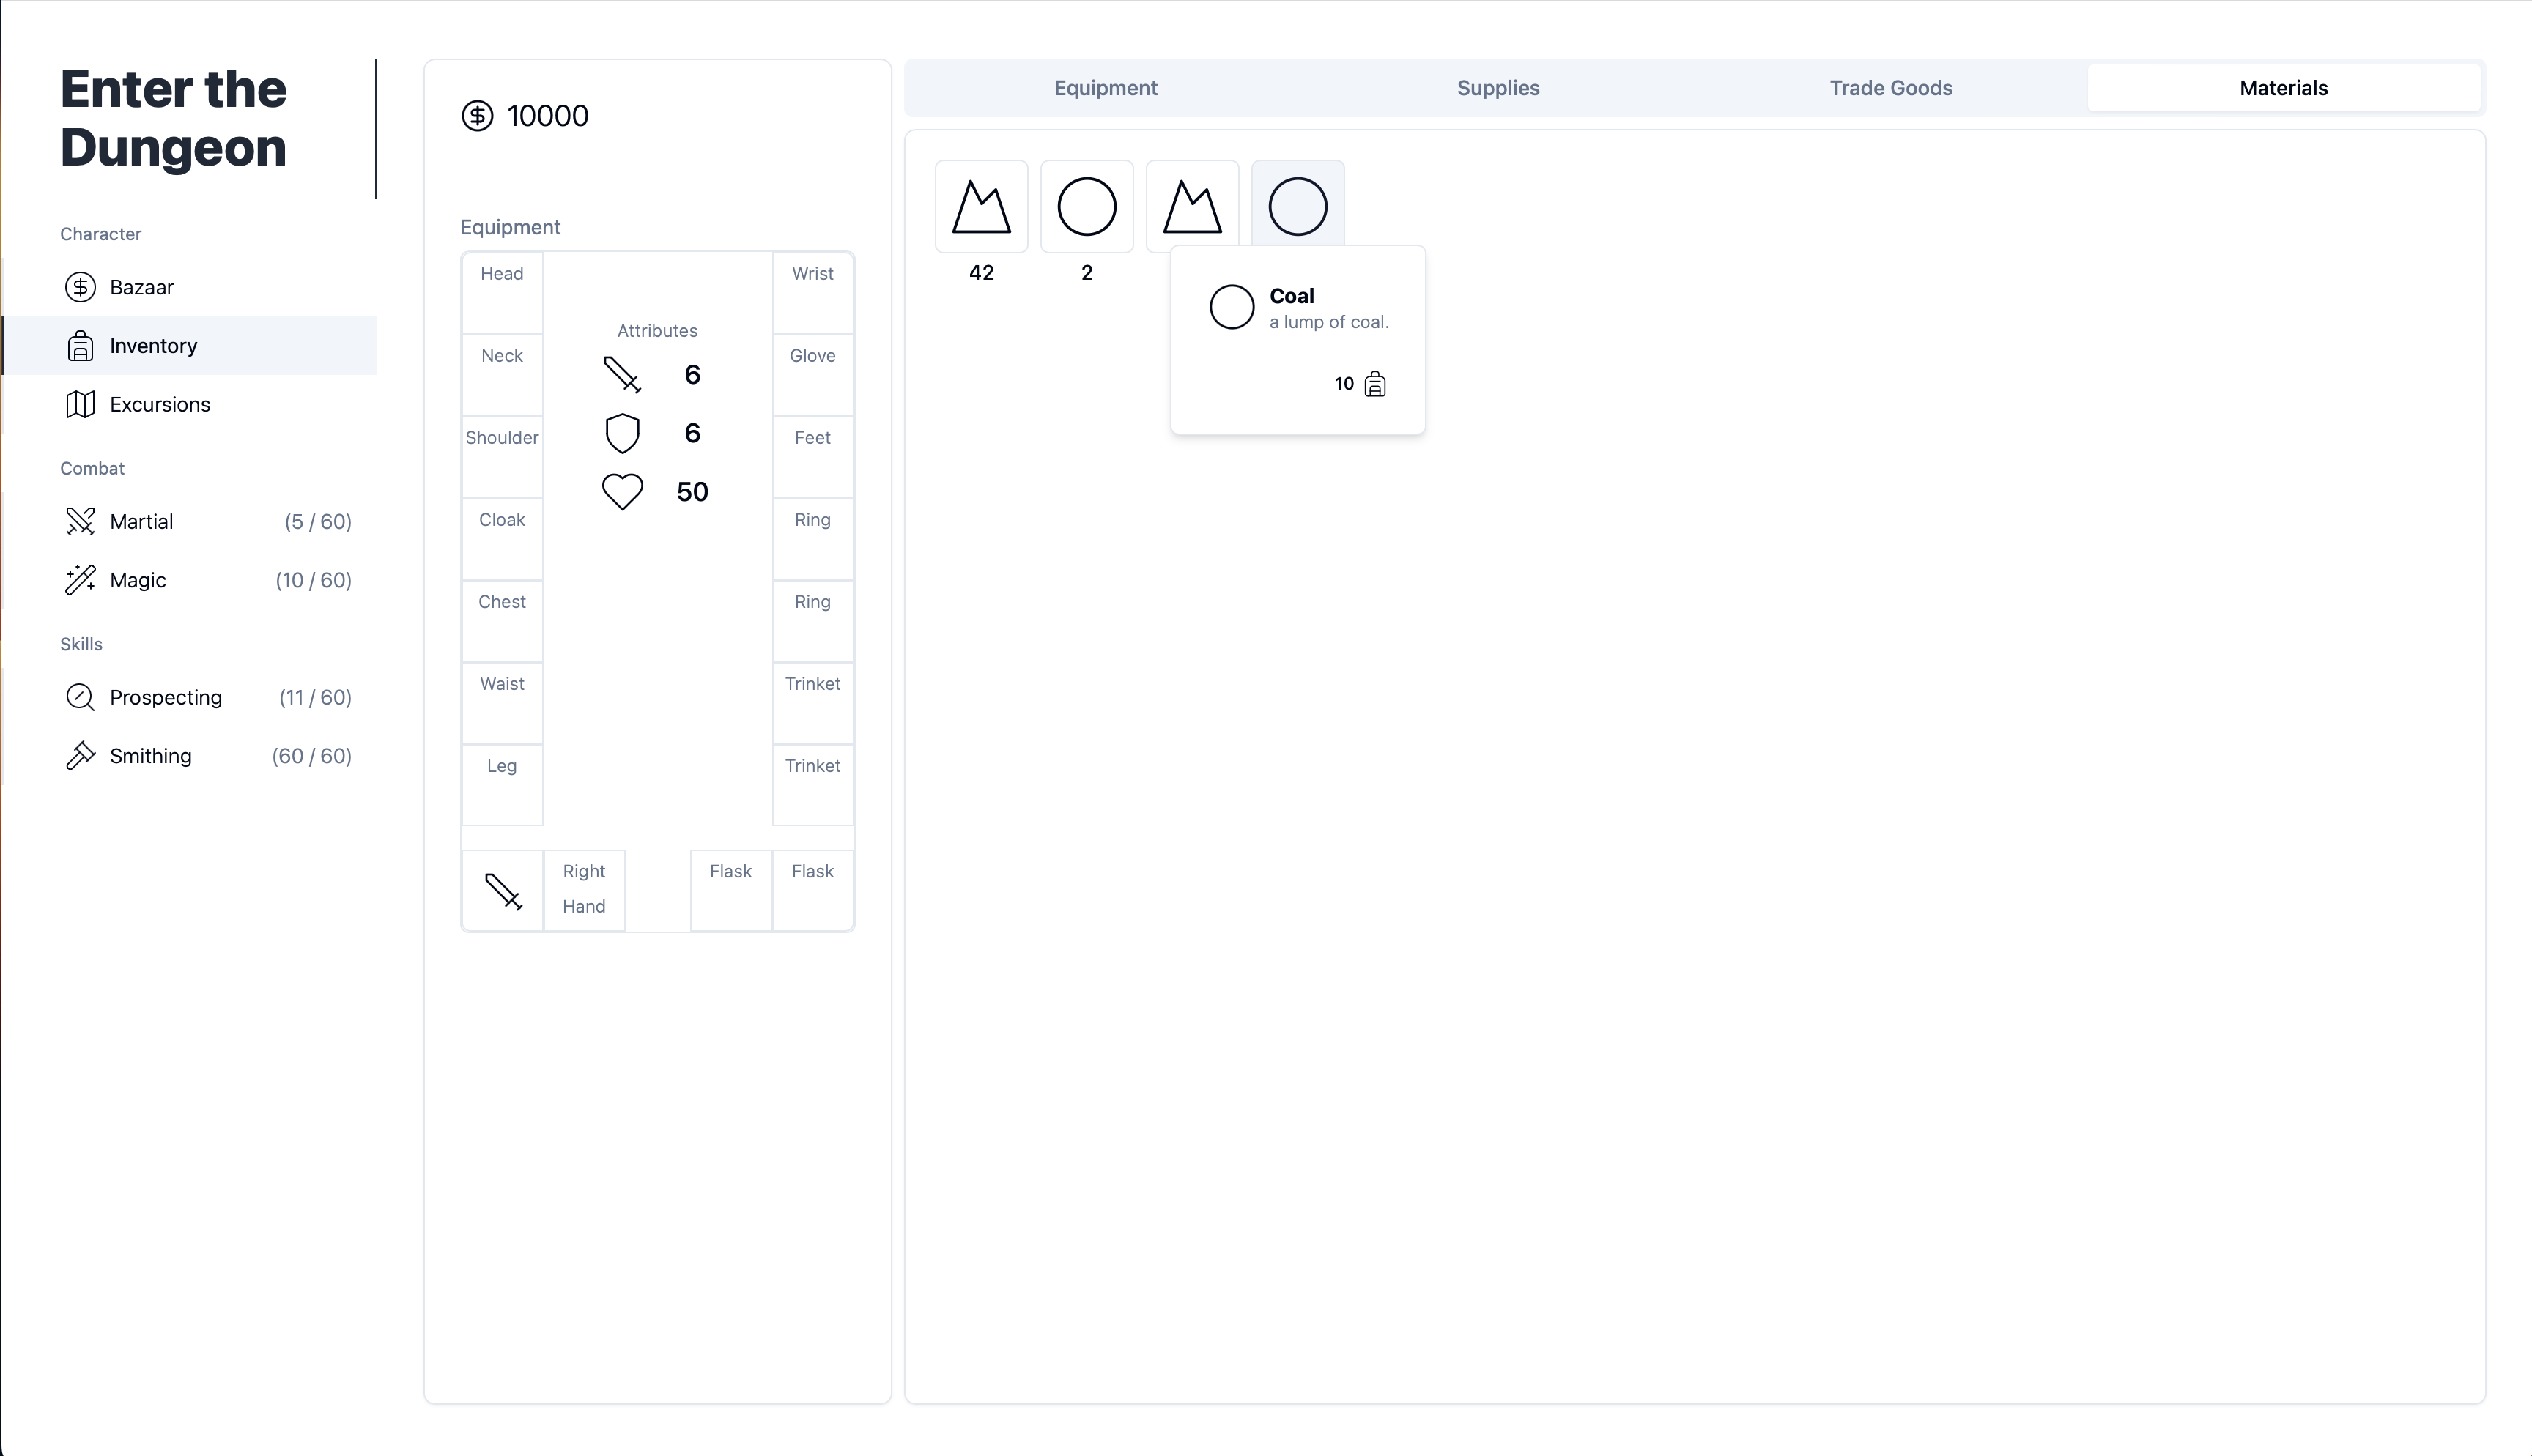 Enter the
Dungeon
Character
Bazaar
Inventory
Excursions
Combat
Martial (5 / 60)
Magic (10 / 60)
Skills
Prospecting (11 / 60)
Smithing (60 / 60)
10000
Equipment
Head
Neck
Shoulder
Cloak
Chest
Waist
Leg
Attributes
6
6
50
Wrist
Glove
Feet
Ring
Ring
Trinket
Trinket
Right
Hand
Flask
Flask
Equipment
Supplies
Trade Goods
Materials
42
2
Coal
a lump of coal.
10